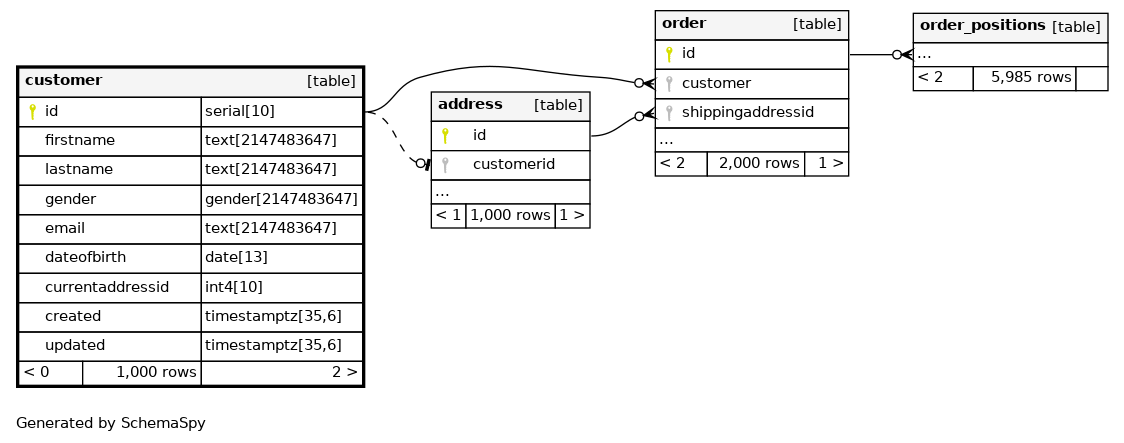 customer [table]
id serial[10]
firstname text[2147483647]
lastname text[2147483647]
gender gender[2147483647]
email text[2147483647]
dateofbirth date[13]
currentaddressid int4[10]
created timestamptz[35,6]
updated timestamptz[35,6]
< 0 1,000 rows 2 >
address [table]
id
customerid
...
< 1 1,000 rows 1 >
order [table]
id
customer
shippingaddressid
...
< 2 2,000 rows 1 >
order_positions [table]
...
< 2 5,985 rows
Generated by SchemaSpy